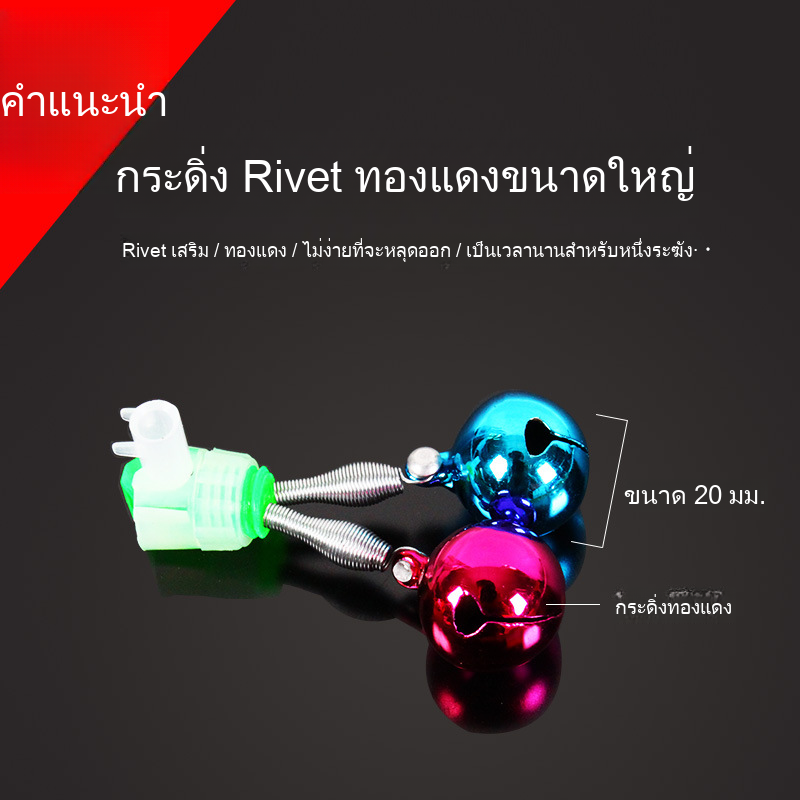 คำแนะนำ
กระดิ่ง Rivet ทองแดงขนาดใหญ่
Rivet เสริม / ทองแดง / ไม่ง่ายที่จะหลุดออก / เป็นเวลานานสำหรับหนึ่งระฆัง· ·
ขนาด 20 มม.
กระดิ่งทองแดง